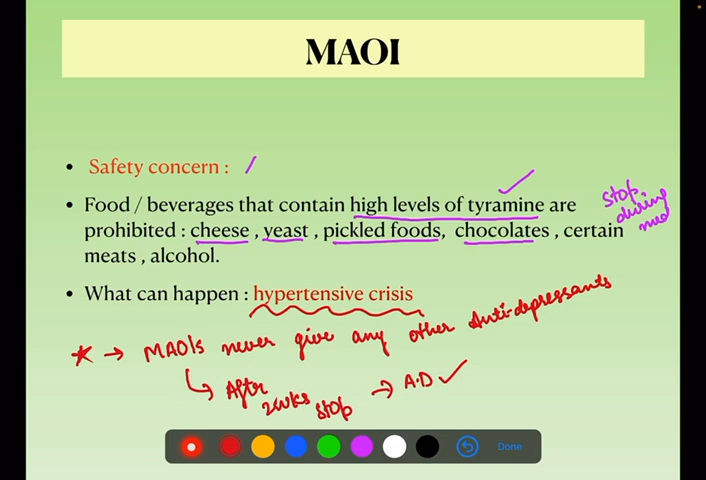 MAOI
• Safety concern :
• Food / beverages that contain high levels of tyramine are
prohibited : cheese , yeast , pickled foods, chocolates , certain
meats , alcohol.
stop
during
med
• What can happen : hypertensive crisis
MAOIs never give any other Anti-depressants
After
2wks stop → A.D ✓
Done